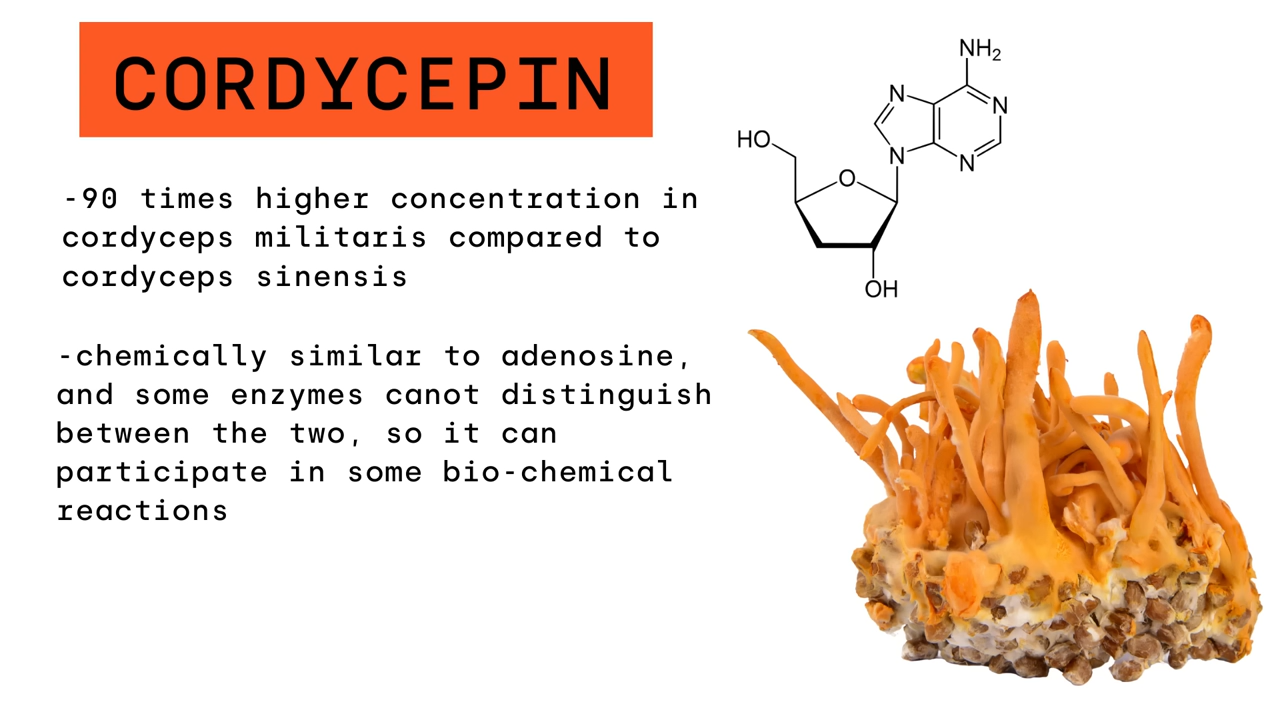 CORDYCEPIN
-90 times higher concentration in
cordyceps militaris compared to
cordyceps sinensis
-chemically similar to adenosine,
and some enzymes canot distinguish
between the two, so it can
participate in some bio-chemical
reactions
NH₂
N
N
HO
N
N
O
OH